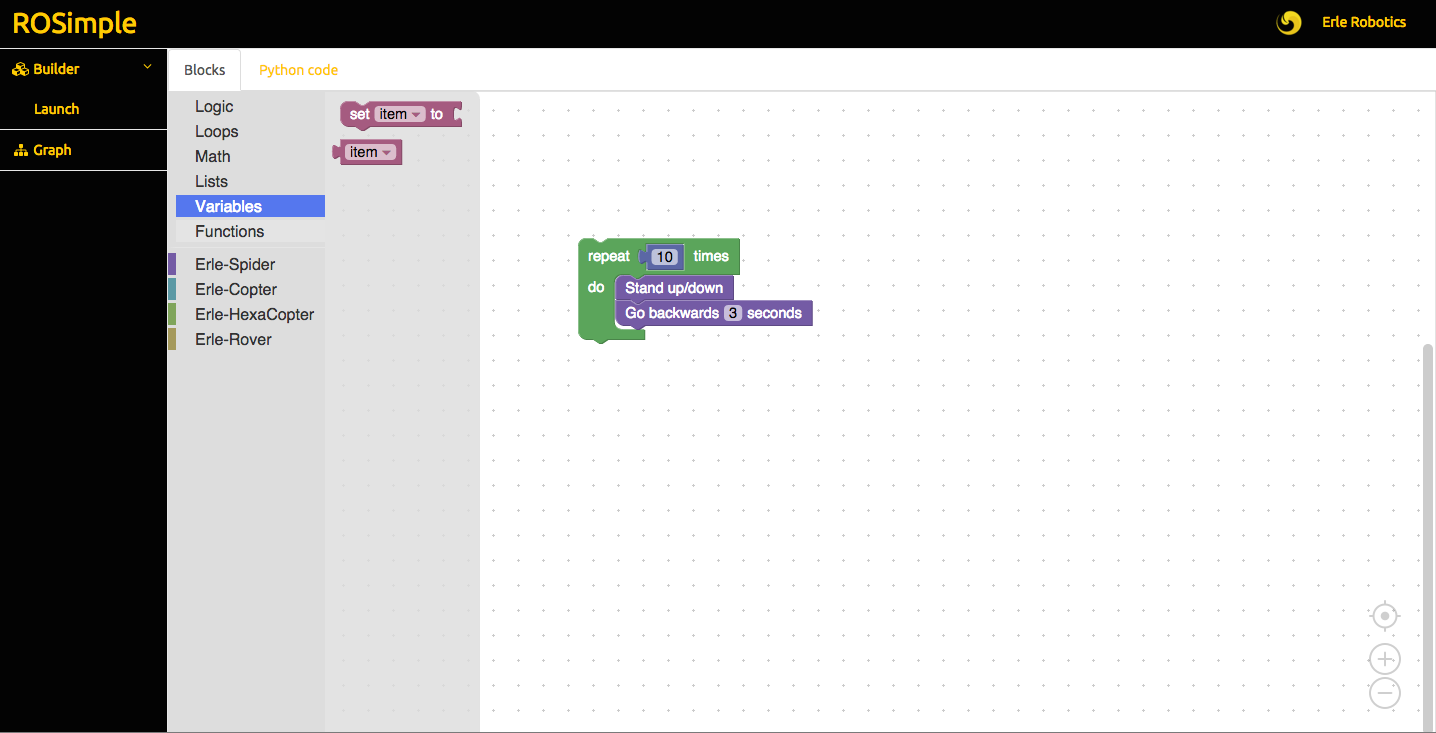 ROSimple
Erle Robotics
Builder
Launch
Graph
Blocks
Python code
Logic
Loops
Math
Lists
Variables
Functions
Erle-Spider
Erle-Copter
Erle-HexaCopter
Erle-Rover
set item to
item
repeat 10 times
do Stand up/down
Go backwards 3 seconds